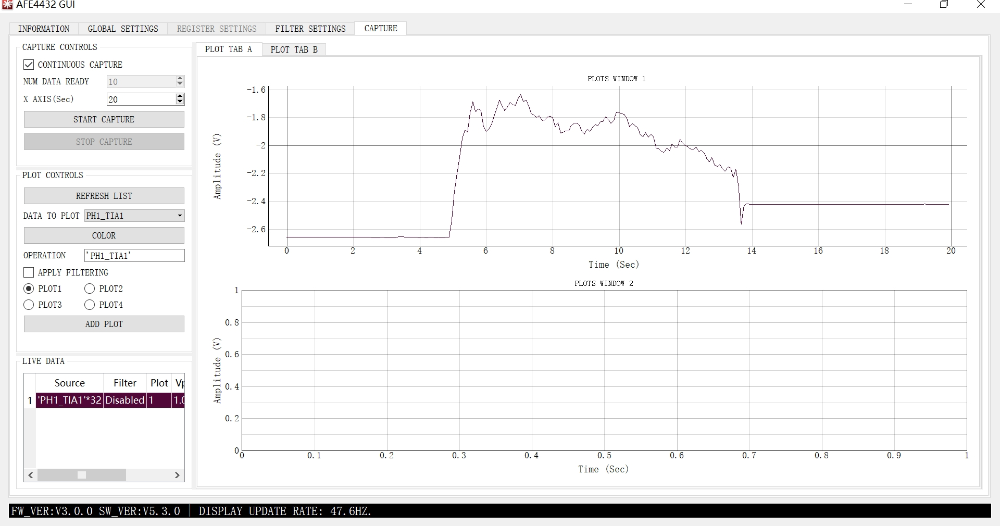 AFE4432 GUI
INFORMATION
GLOBAL SETTINGS
REGISTER SETTINGS
FILTER SETTINGS
CAPTURE
CAPTURE CONTROLS
CONTINUOUS CAPTURE
NUM DATA READY 10
X AXIS(Sec) 20
START CAPTURE
STOP CAPTURE
PLOT CONTROLS
REFRESH LIST
DATA TO PLOT PH1_TIA1
COLOR
OPERATION 'PH1_TIA1'
APPLY FILTERING
PLOT1 PLOT2
PLOT3 PLOT4
ADD PLOT
LIVE DATA
Source Filter Plot
1 'PH1_TIA1'*32 Disabled 1 1.0
PLOT TAB A
PLOT TAB B
PLOTS WINDOW 1
Amplitude (V)
-1.6
-1.8
-2
-2.2
-2.4
-2.6
0 2 4 6 8 10 12 14 16 18 20
Time (Sec)
PLOTS WINDOW 2
Amplitude (V)
1
0.8
0.6
0.4
0.2
0
0 0.1 0.2 0.3 0.4 0.5 0.6 0.7 0.8 0.9 1
Time (Sec)
FW_VER:V3.0.0 SW_VER:V5.3.0 | DISPLAY UPDATE RATE: 47.6HZ.